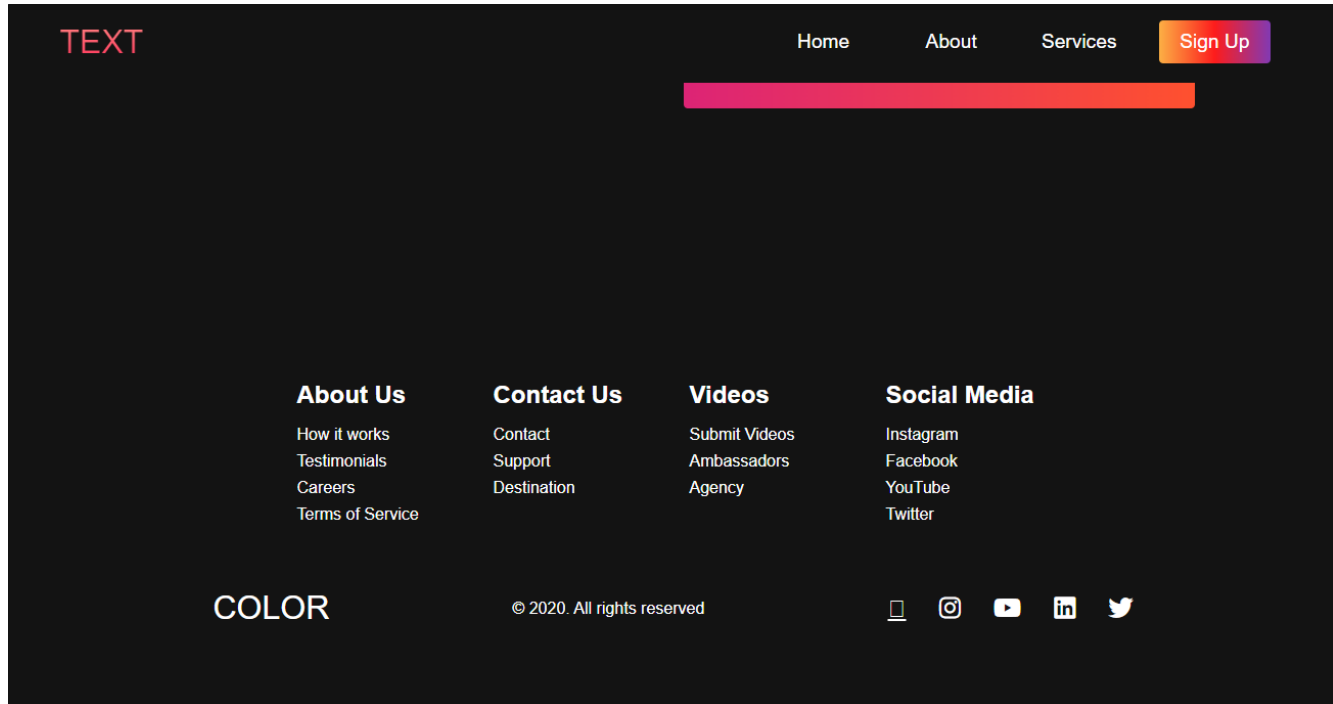 TEXT
Home About Services Sign Up
About Us Contact Us Videos Social Media
How it works Contact Submit Videos Instagram
Testimonials Support Ambassadors Facebook
Careers Destination Agency YouTube
Terms of Service Twitter
COLOR © 2020. All rights reserved